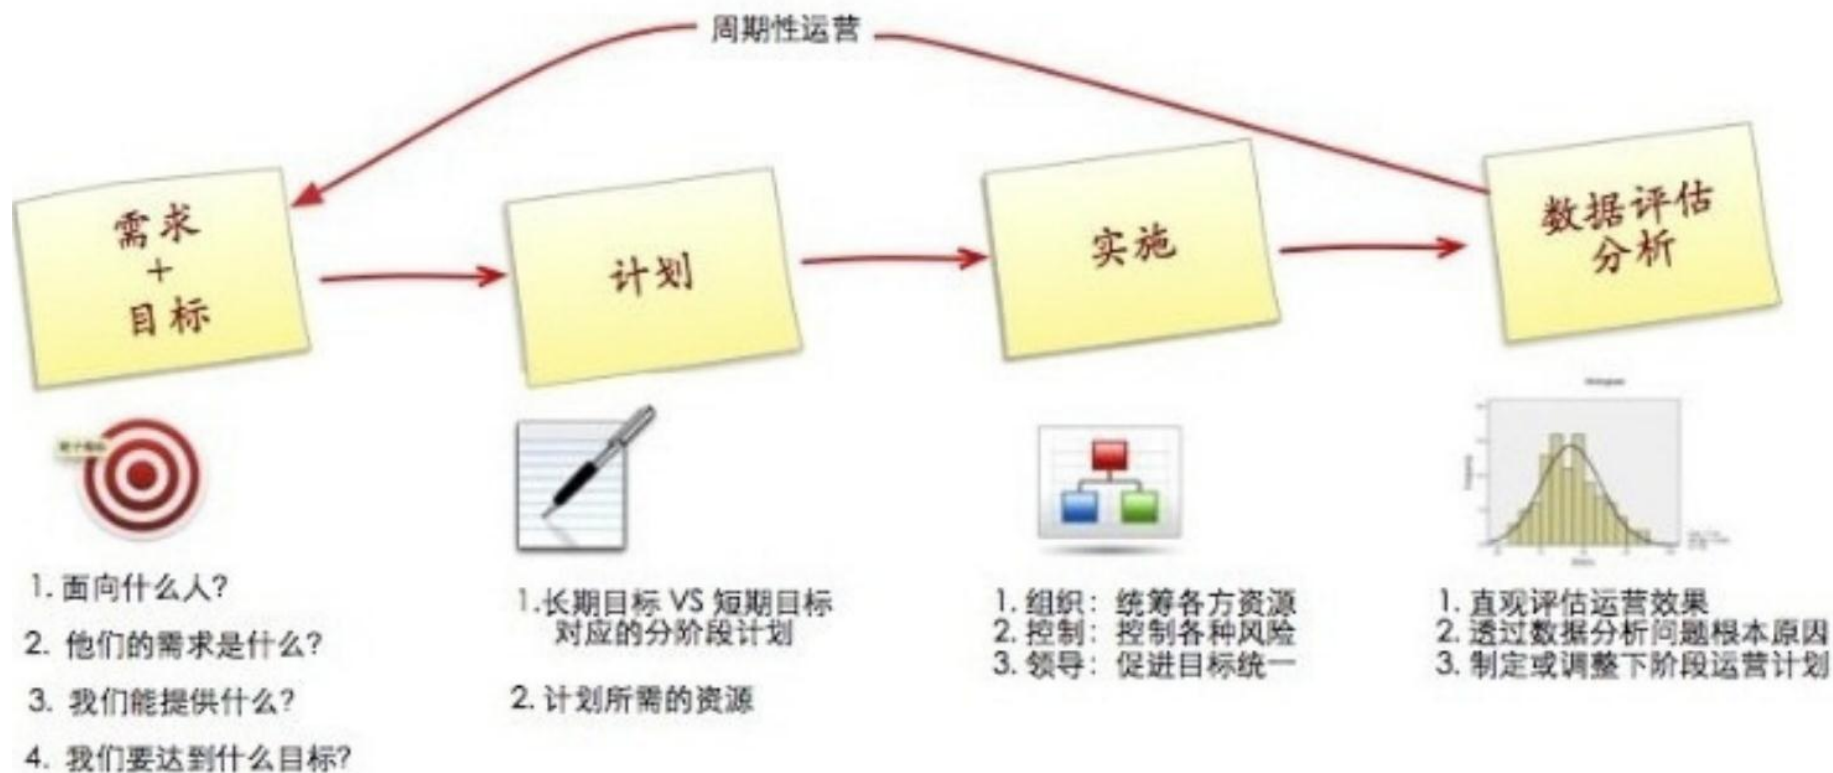 周期性运营
需求
+
目标
计划
实施
数据评估
分析
1. 面向什么人?
2. 他们的需求是什么?
3. 我们能提供什么?
4. 我们要达到什么目标?
1.长期目标 VS 短期目标
对应的分阶段计划
2. 计划所需的资源
1. 组织：统筹各方资源
2. 控制：控制各种风险
3. 领导：促进目标统一
1. 直观评估运营效果
2. 透过数据分析问题根本原因
3. 制定或调整下阶段运营计划